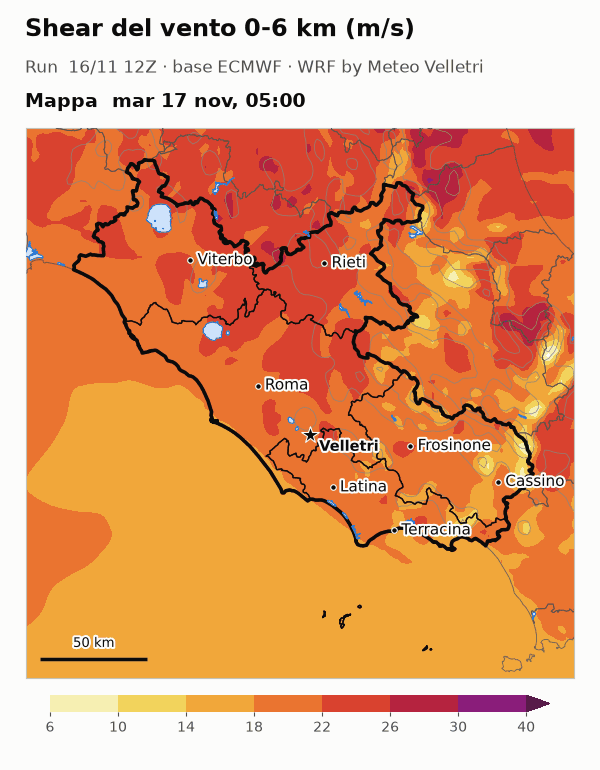 Shear del vento 0-6 km (m/s)
Run  16/11 12Z · base ECMWF · WRF by Meteo Velletri
Mappa  mar 17 nov, 05:00
Viterbo
Rieti
Roma
Velletri
Frosinone
Cassino
Latina
Terracina
50 km
6 10 14 18 22 26 30 40